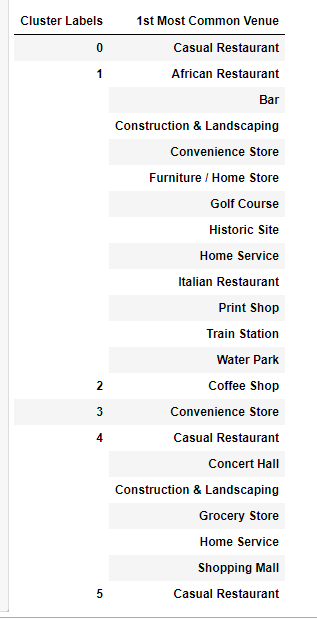 Cluster Labels 1st Most Common Venue
0 Casual Restaurant
1 African Restaurant
Bar
Construction & Landscaping
Convenience Store
Furniture / Home Store
Golf Course
Historic Site
Home Service
Italian Restaurant
Print Shop
Train Station
Water Park
2 Coffee Shop
3 Convenience Store
4 Casual Restaurant
Concert Hall
Construction & Landscaping
Grocery Store
Home Service
Shopping Mall
5 Casual Restaurant